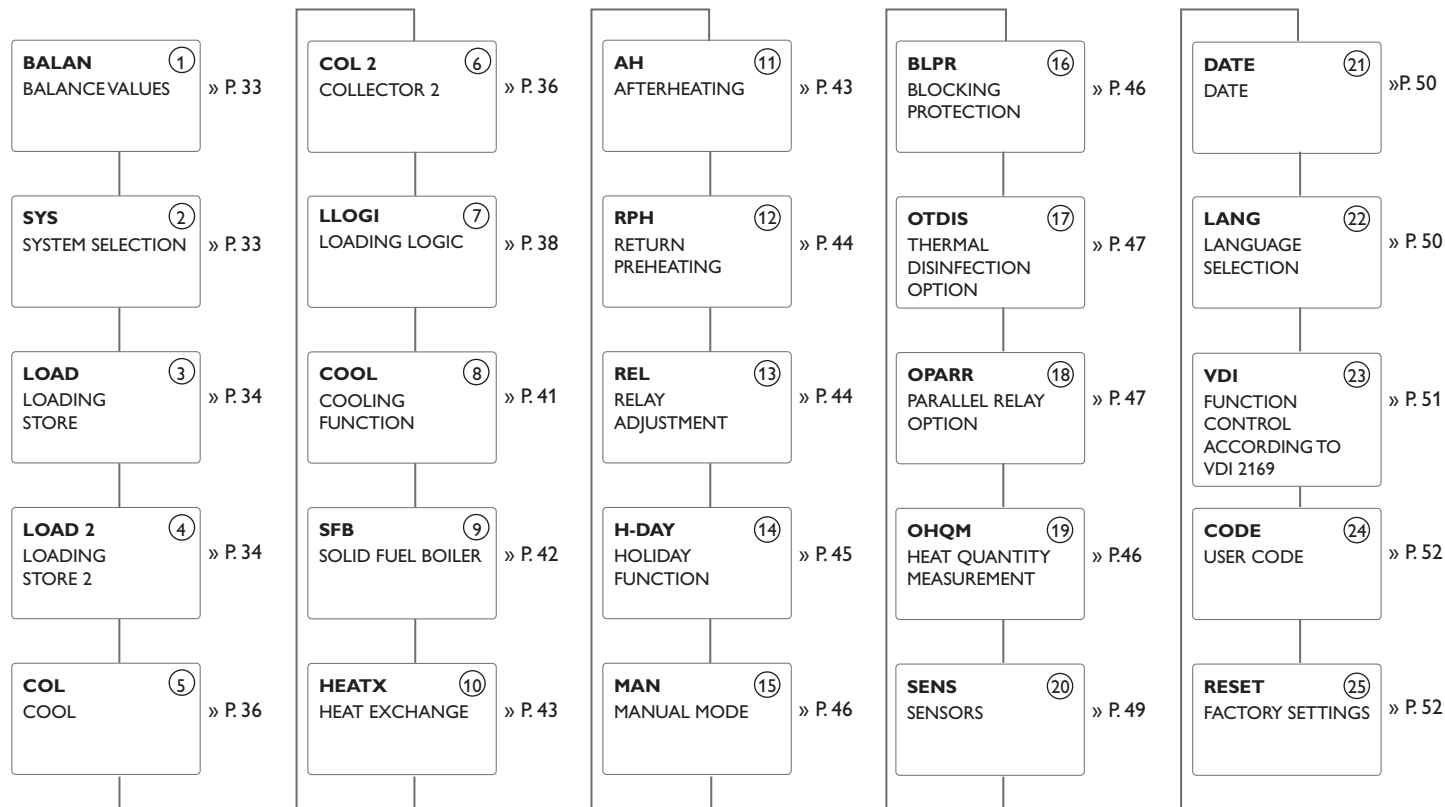 BALAN 1
BALANCE VALUES
» P. 33
SYS 2
SYSTEM SELECTION
» P. 33
LOAD 3
LOADING
STORE
» P. 34
LOAD 2 4
LOADING
STORE 2
» P. 34
COL 5
COOL
» P. 36
COL 2 6
COLLECTOR 2
» P. 36
LLOGI 7
LOADING LOGIC
» P. 38
COOL 8
COOLING
FUNCTION
» P. 41
SFB 9
SOLID FUEL BOILER
» P. 42
HEATX 10
HEAT EXCHANGE
» P. 43
AH 11
AFTERHEATING
» P. 43
RPH 12
RETURN
PREHEATING
» P. 44
REL 13
RELAY
ADJUSTMENT
» P. 44
H-DAY 14
HOLIDAY
FUNCTION
» P. 45
MAN 15
MANUAL MODE
» P. 46
BLPR 16
BLOCKING
PROTECTION
» P. 46
OTDIS 17
THERMAL
DISINFECTION
OPTION
» P. 47
OPARR 18
PARALLEL RELAY
OPTION
» P. 47
OHQM 19
HEAT QUANTITY
MEASUREMENT
» P.46
SENS 20
SENSORS
» P. 49
DATE 21
DATE
»P. 50
LANG 22
LANGUAGE
SELECTION
» P. 50
VDI 23
FUNCTION
CONTROL
ACCORDING TO
VDI 2169
» P. 51
CODE 24
USER CODE
» P. 52
RESET 25
FACTORY SETTINGS
» P. 52